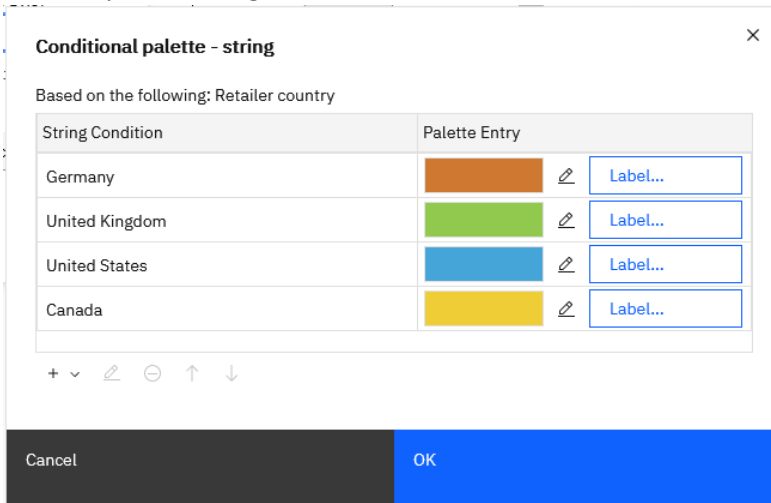 Conditional palette - string
Based on the following: Retailer country
String Condition Palette Entry
Germany Label...
United Kingdom Label...
United States Label...
Canada Label...
Cancel OK